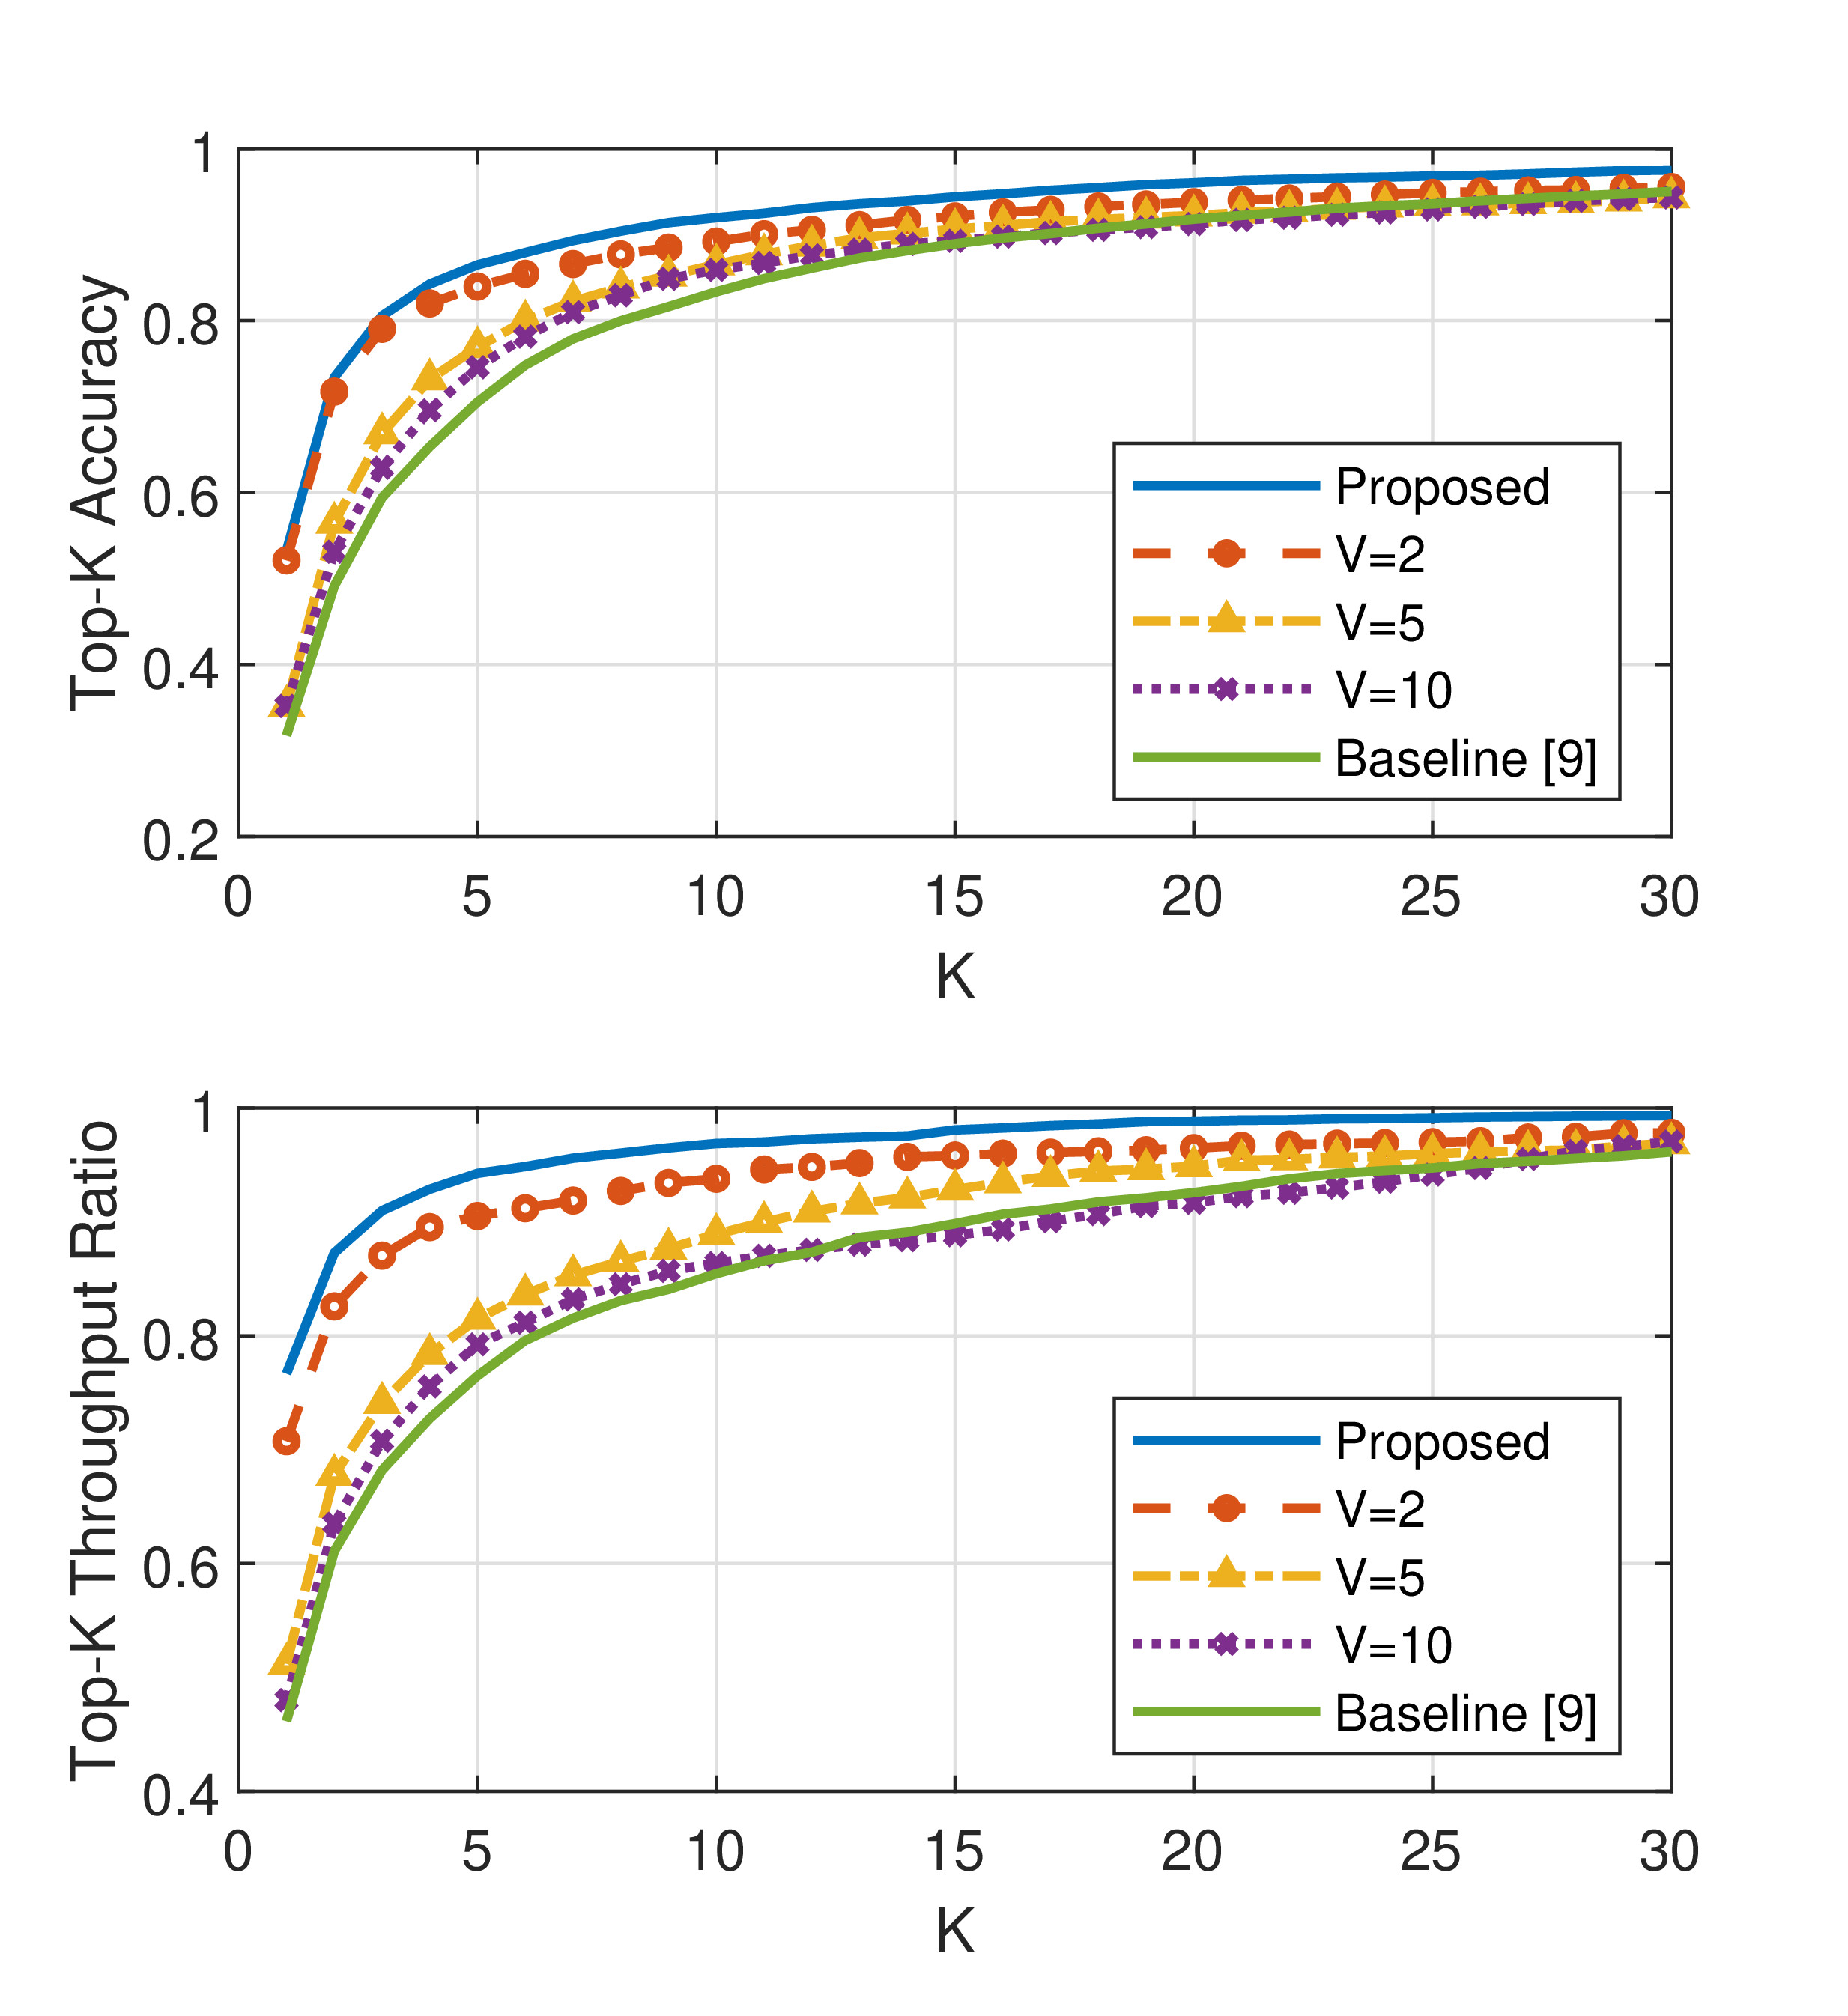 Top-K Accuracy
1
0.8
0.6
0.4
0.2
0 5 10 15 20 25 30
K
Proposed
V=2
V=5
V=10
Baseline [9]
Top-K Throughput Ratio
1
0.8
0.6
0.4
0 5 10 15 20 25 30
K
Proposed
V=2
V=5
V=10
Baseline [9]